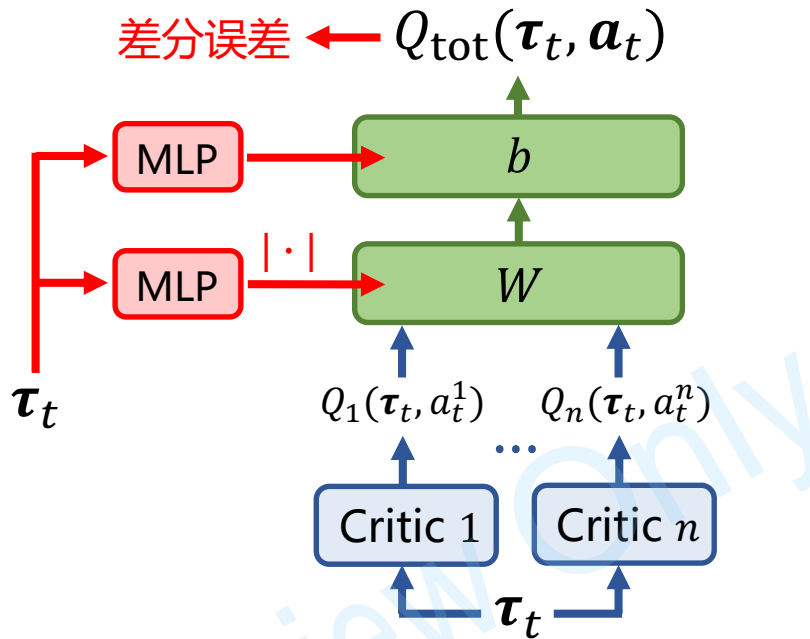 差分误差 Q_tot(𝝉_t, 𝒂_t)
MLP b
| · |
MLP W
𝝉_t
Q_1(𝝉_t, a_t^1) Q_n(𝝉_t, a_t^n)
…
Critic 1 Critic n
𝝉_t